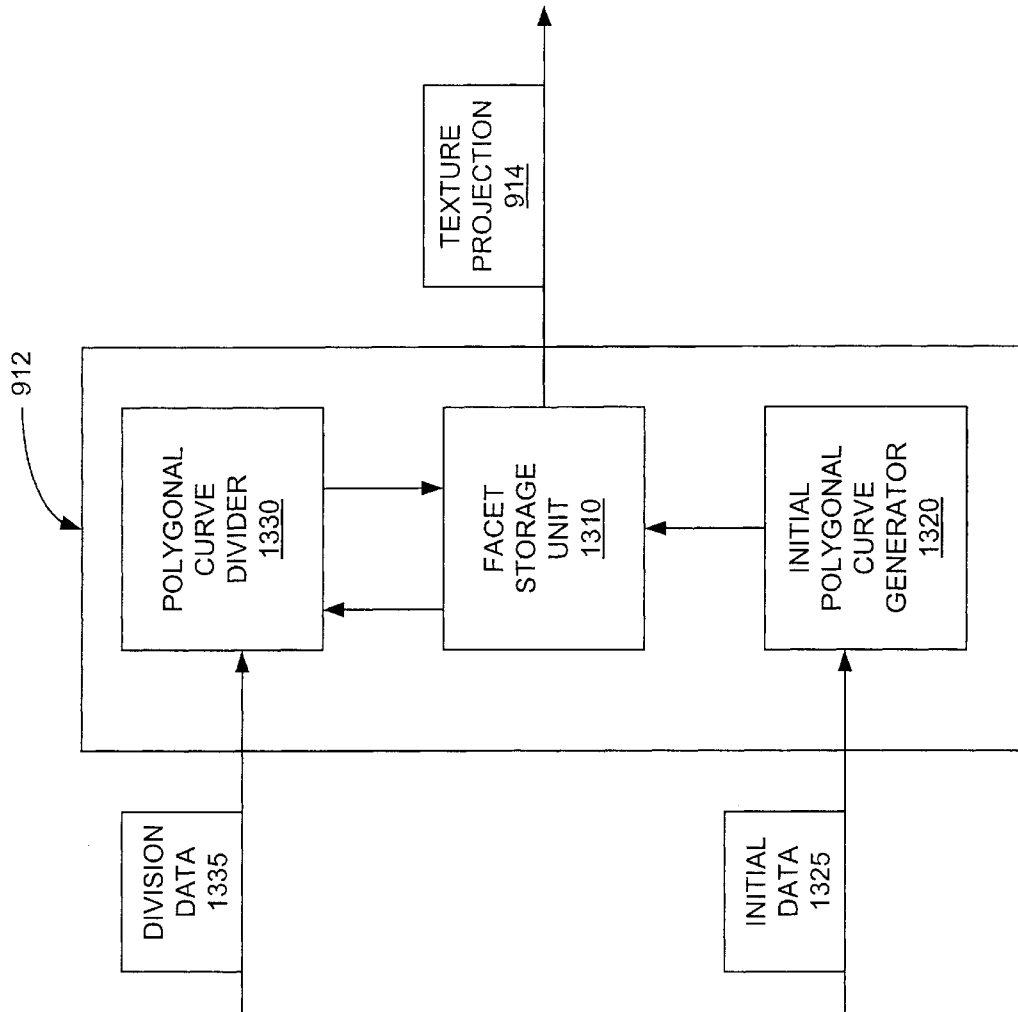 912
POLYGONAL
CURVE
DIVIDER
1330
FACET
STORAGE
UNIT
1310
INITIAL
POLYGONAL
CURVE
GENERATOR
1320
TEXTURE
PROJECTION
914
DIVISION
DATA
1335
INITIAL
DATA
1325